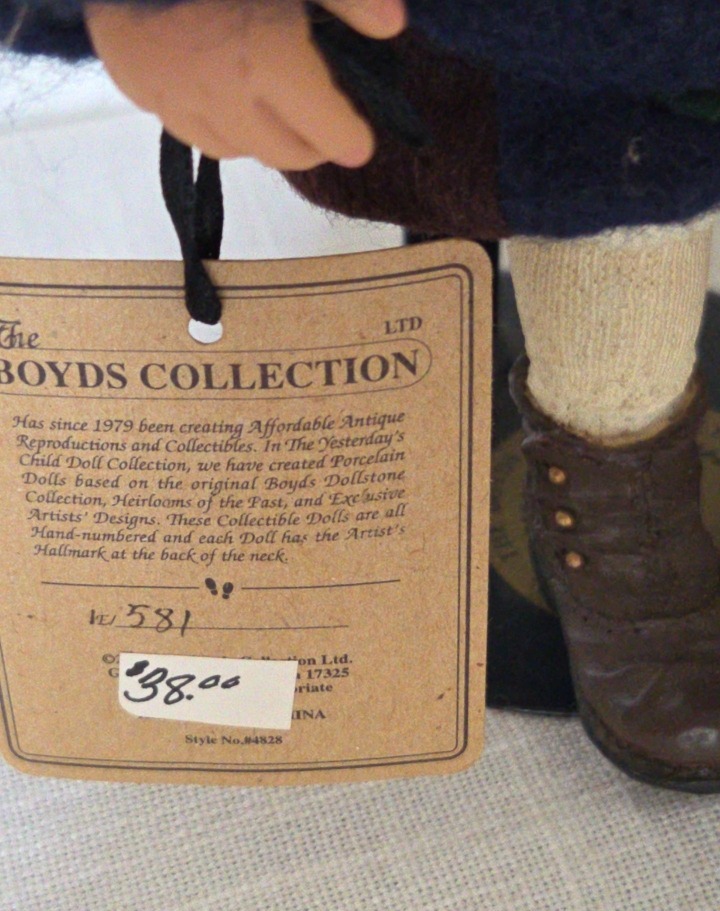 The
LTD
BOYDS COLLECTION
Has since 1979 been creating Affordable Antique
Reproductions and Collectibles. In The Yesterday's
Child Doll Collection, we have created Porcelain
Dolls based on the original Boyds Dollstone
Collection, Heirlooms of the Past, and Exclusive
Artists' Designs. These Collectible Dolls are all
Hand-numbered and each Doll has the Artist's
Hallmark at the back of the neck.
581
Ltd.
17325
$38.00
Style No.#4828